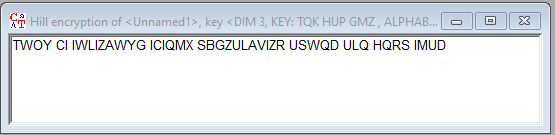 Hill encryption of <Unnamed1>, key <DIM 3, KEY: TQK HUP GMZ , ALPHAB...
TWOY CI IWLIZAWYG ICIQMX SBGZULAVIZR USWQD ULQ HQRS IMUD